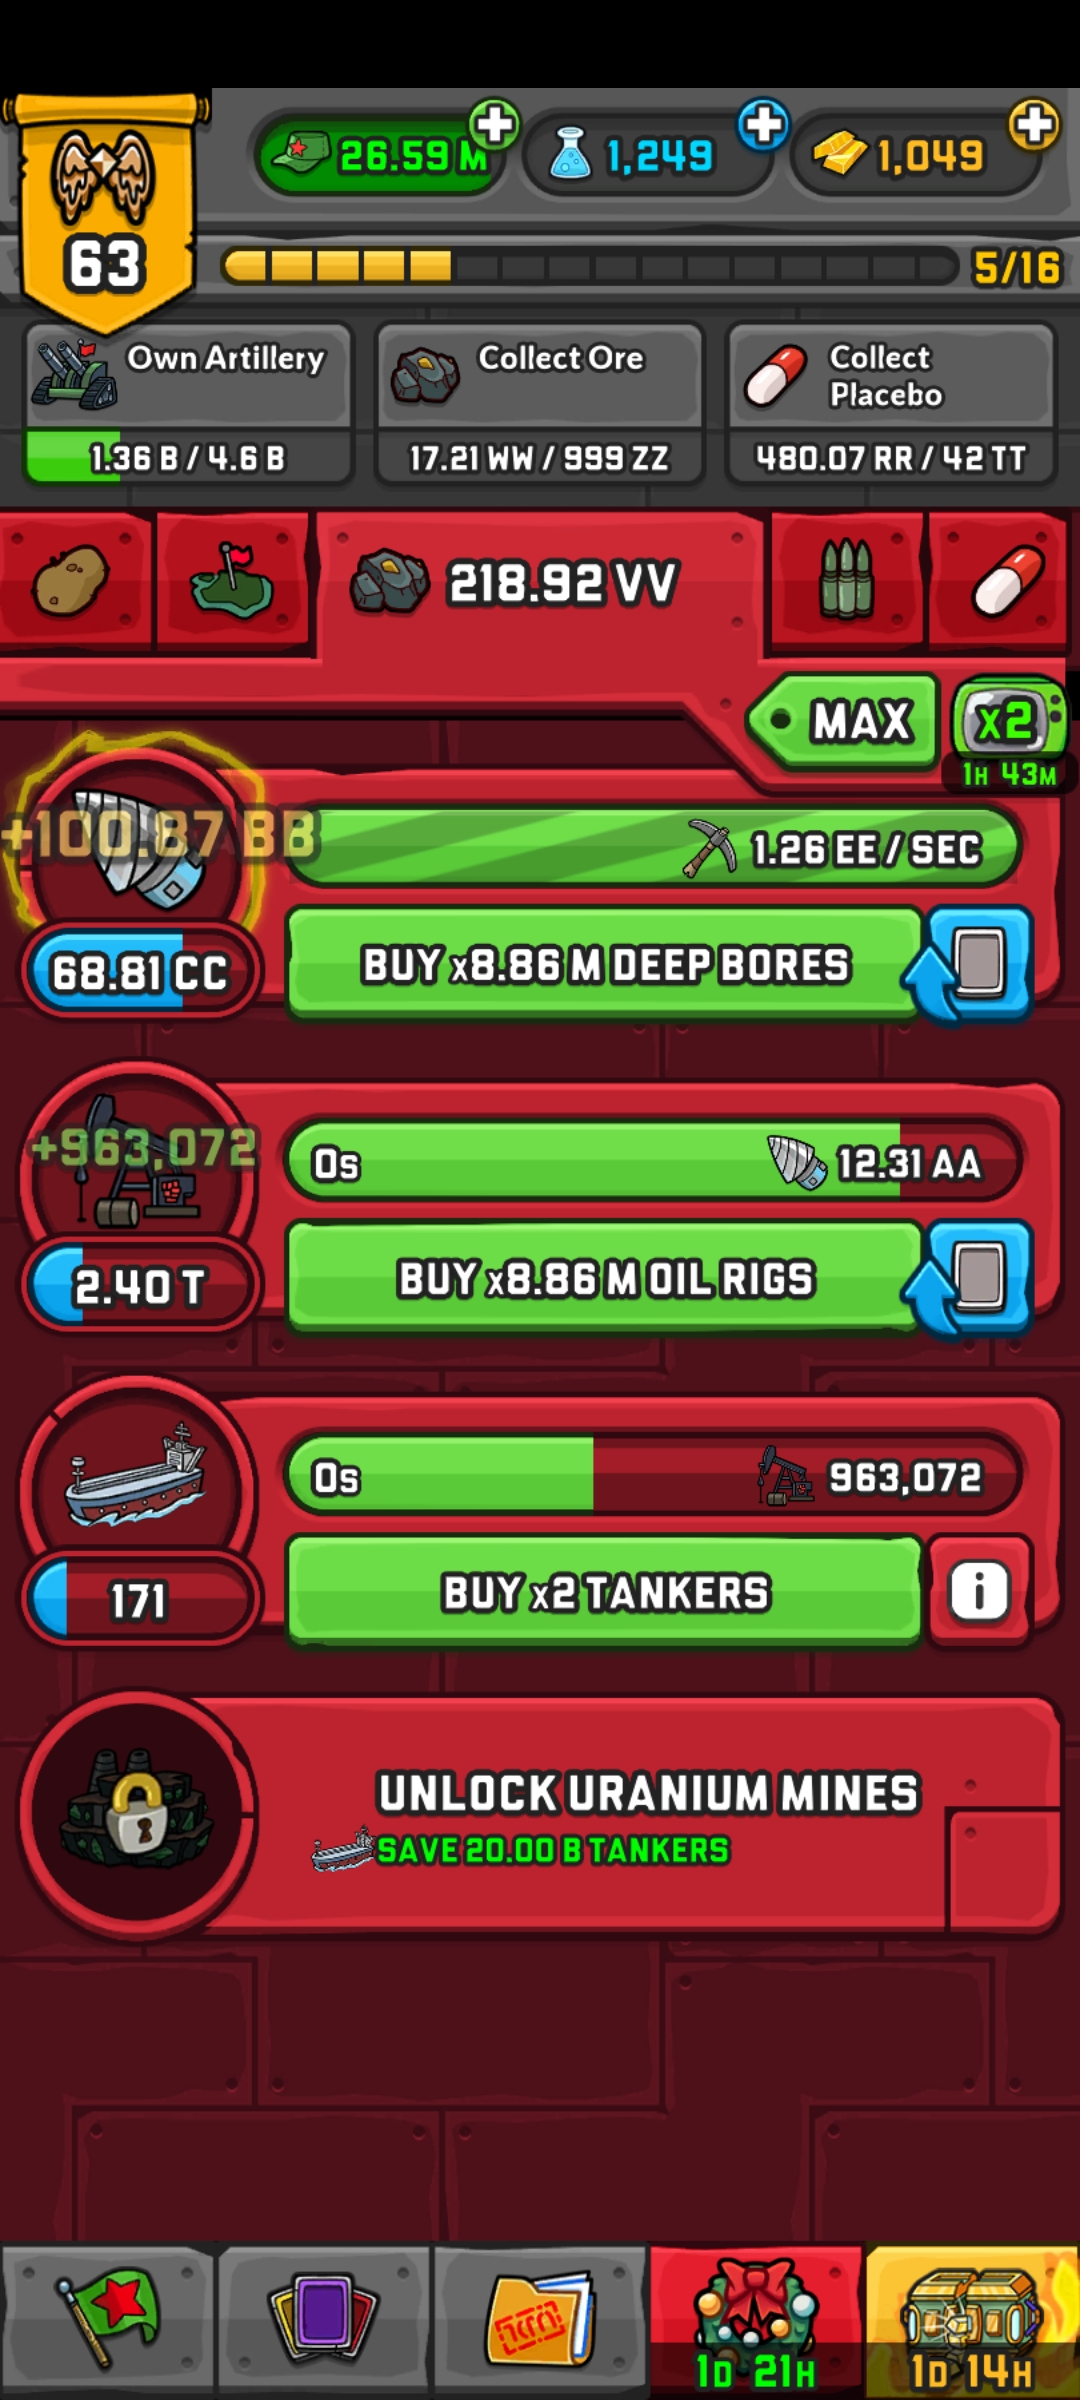 26.59 M
1,249
1,049
63
5/16
Own Artillery
1.36 B / 4.6 B
Collect Ore
17.21 WW / 999 ZZ
Collect
Placebo
480.07 RR / 42 TT
218.92 VV
MAX
x2
1H 43M
+100.87 BB
1.26 EE / SEC
68.81 CC
BUY x8.86 M DEEP BORES
+963,072
0s
12.31 AA
2.40 T
BUY x8.86 M OIL RIGS
0s
963,072
171
BUY x2 TANKERS
i
UNLOCK URANIUM MINES
SAVE 20.00 B TANKERS
1D 21H
1D 14H